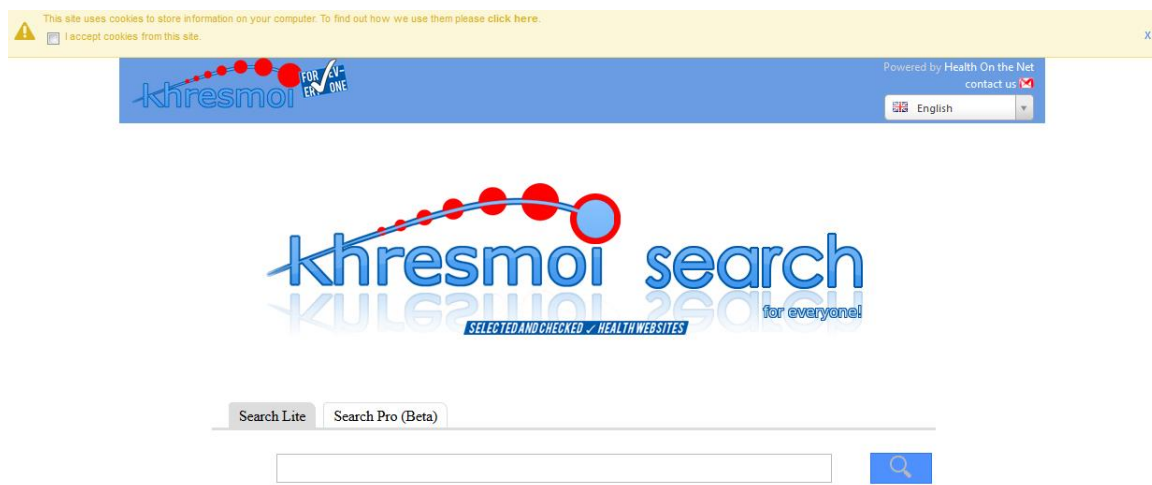 This site uses cookies to store information on your computer. To find out how we use them please click here.
I accept cookies from this site.
X
khresmoi FOR EV-
ERY ONE
Powered by Health On the Net
contact us
English
khresmoi search
for everyone!
SELECTED AND CHECKED ✓ HEALTH WEBSITES
Search Lite Search Pro (Beta)